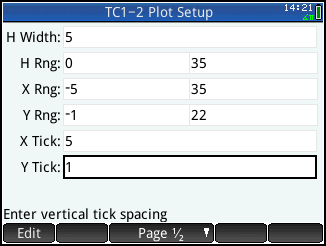 TC1-2 Plot Setup 14:21
H Width: 5
H Rng: 0 35
X Rng: -5 35
Y Rng: -1 22
X Tick: 5
Y Tick: 1
Enter vertical tick spacing
Edit Page ½